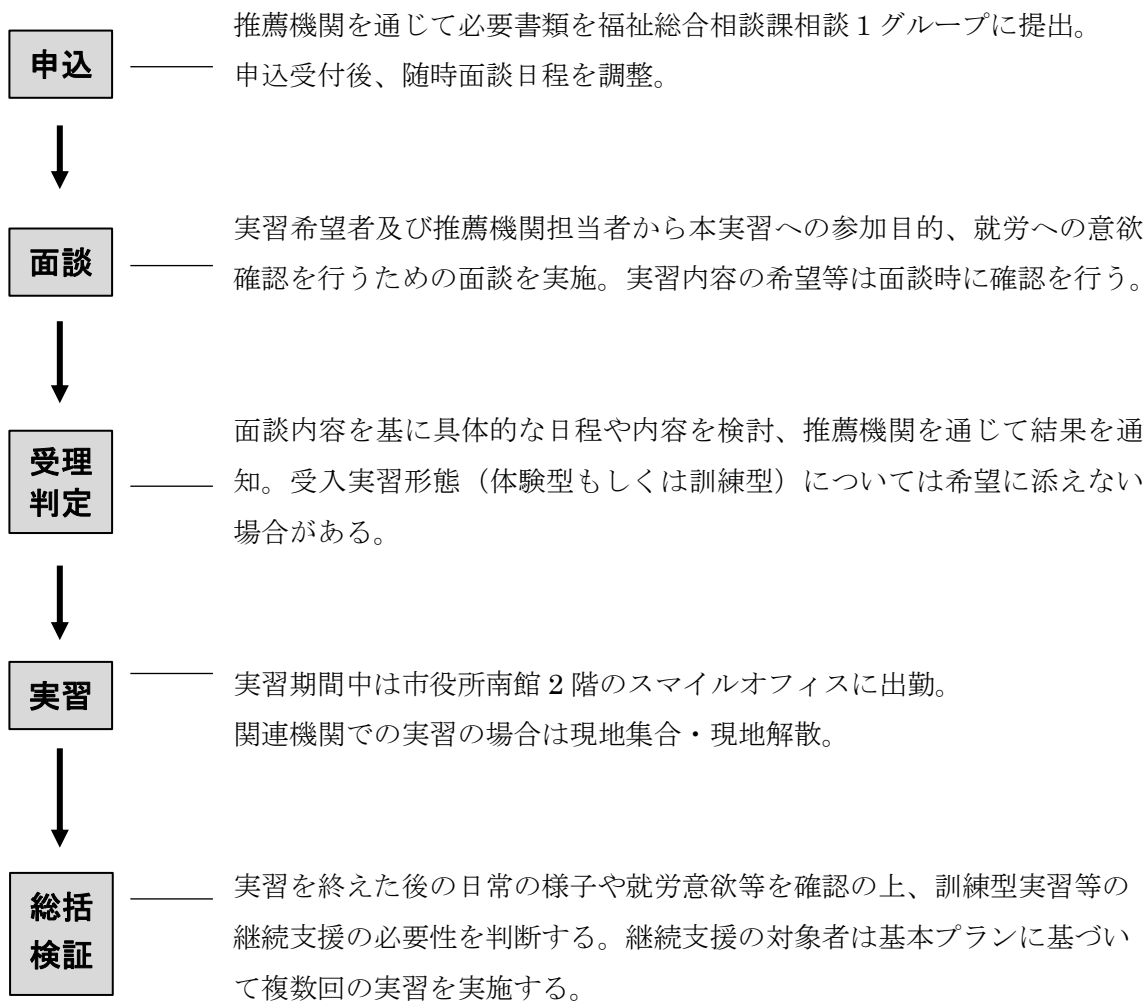 申込
推薦機関を通じて必要書類を福祉総合相談課相談1グループに提出。
申込受付後、随時面談日程を調整。
面談
実習希望者及び推薦機関担当者から本実習への参加目的、就労への意欲
確認を行うための面談を実施。実習内容の希望等は面談時に確認を行う。
受理
判定
面談内容を基に具体的な日程や内容を検討、推薦機関を通じて結果を通
知。受入実習形態（体験型もしくは訓練型）については希望に添えない
場合がある。
実習
実習期間中は市役所南館2階のスマイルオフィスに出勤。
関連機関での実習の場合は現地集合・現地解散。
総括
検証
実習を終えた後の日常の様子や就労意欲等を確認の上、訓練型実習等の
継続支援の必要性を判断する。継続支援の対象者は基本プランに基づい
て複数回の実習を実施する。